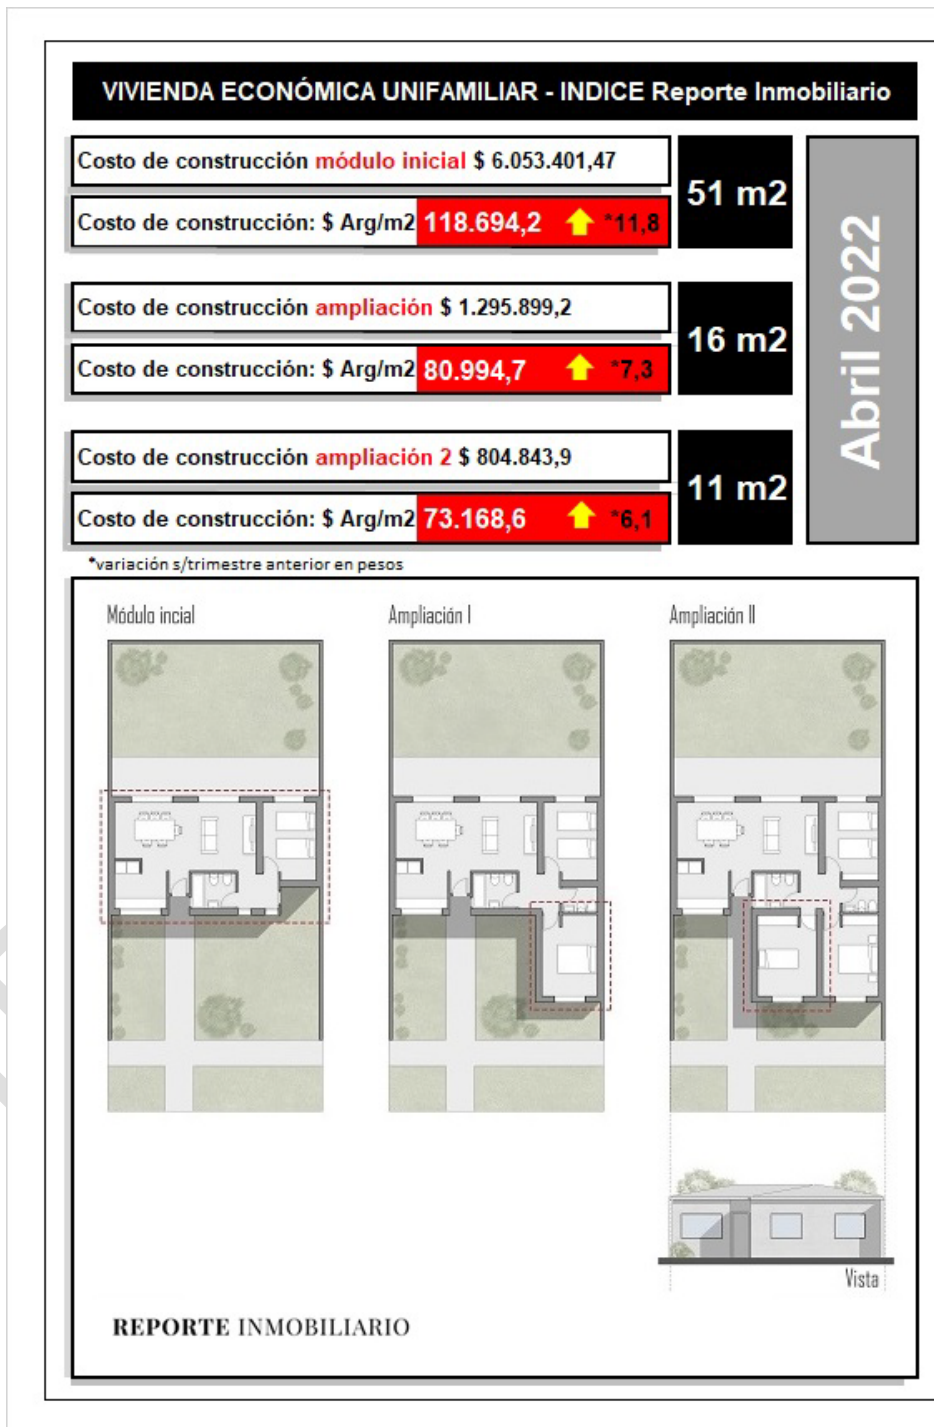 VIVIENDA ECONÓMICA UNIFAMILIAR - INDICE Reporte Inmobiliario
Costo de construcción módulo inicial $ 6.053.401,47
Costo de construcción: $ Arg/m2 118.694,2 *11,8
51 m2
Costo de construcción ampliación $ 1.295.899,2
Costo de construcción: $ Arg/m2 80.994,7 *7,3
16 m2
Costo de construcción ampliación 2 $ 804.843,9
Costo de construcción: $ Arg/m2 73.168,6 *6,1
11 m2
Abril 2022
*variación s/trimestre anterior en pesos
Módulo incial
Ampliación I
Ampliación II
Vista
REPORTE INMOBILIARIO